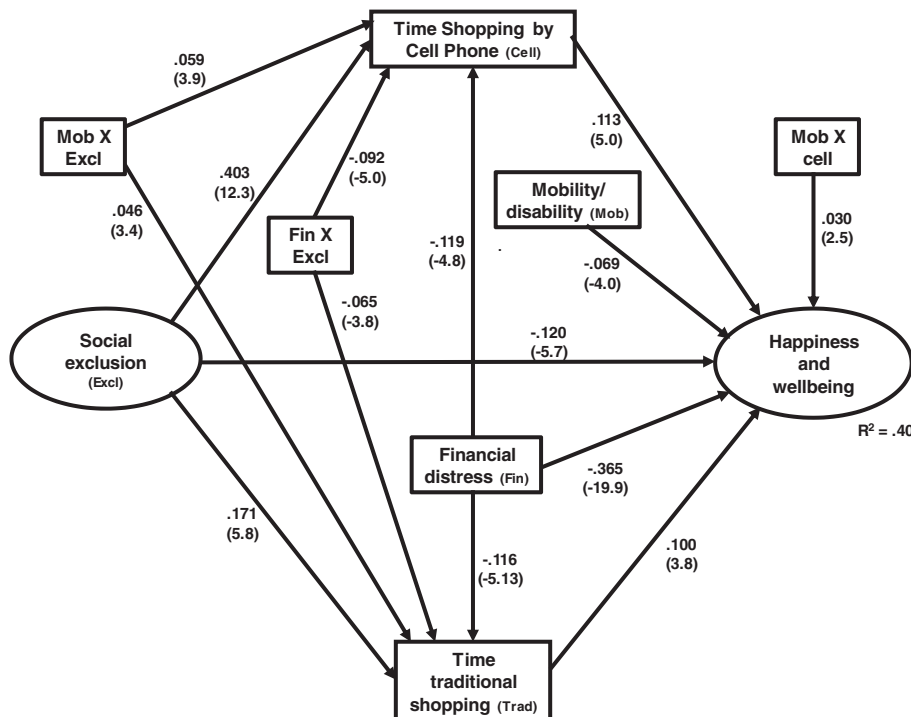 Time Shopping by
Cell Phone (Cell)
.059
(3.9)
.113
(5.0)
Mob X
Excl
-.092
(-5.0)
Mob X
cell
.403
(12.3)
Mobility/
disability (Mob)
.046
(3.4)
Fin X
Excl
.030
(2.5)
-.119
(-4.8)
-.069
(-4.0)
-.065
(-3.8)
Social
exclusion
(Excl)
-.120
(-5.7)
Happiness
and
wellbeing
R² = .40
Financial
distress (Fin)
-.365
(-19.9)
.171
(5.8)
-.116
(-5.13)
.100
(3.8)
Time
traditional
shopping (Trad)